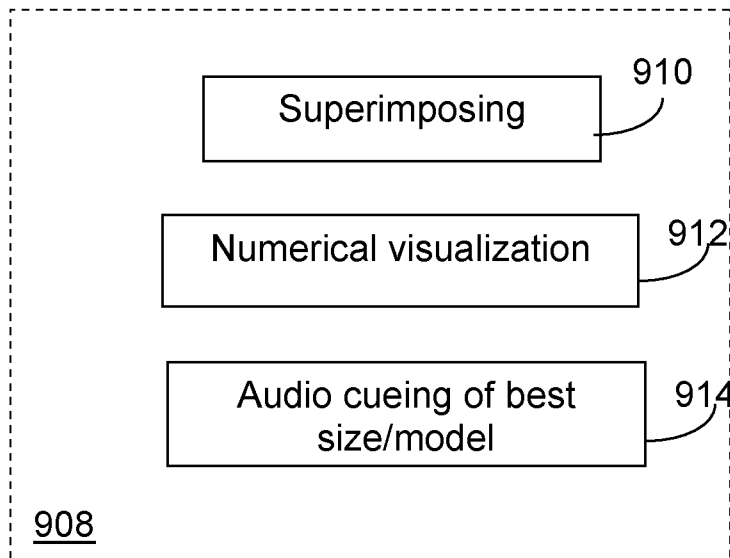 910
Superimposing
912
Numerical visualization
914
Audio cueing of best
size/model
908